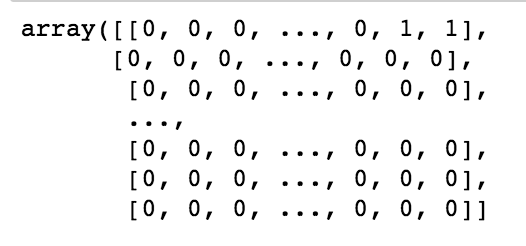 array([[0, 0, 0, ..., 0, 1, 1],
[0, 0, 0, ..., 0, 0, 0],
[0, 0, 0, ..., 0, 0, 0],
...,
[0, 0, 0, ..., 0, 0, 0],
[0, 0, 0, ..., 0, 0, 0],
[0, 0, 0, ..., 0, 0, 0]]